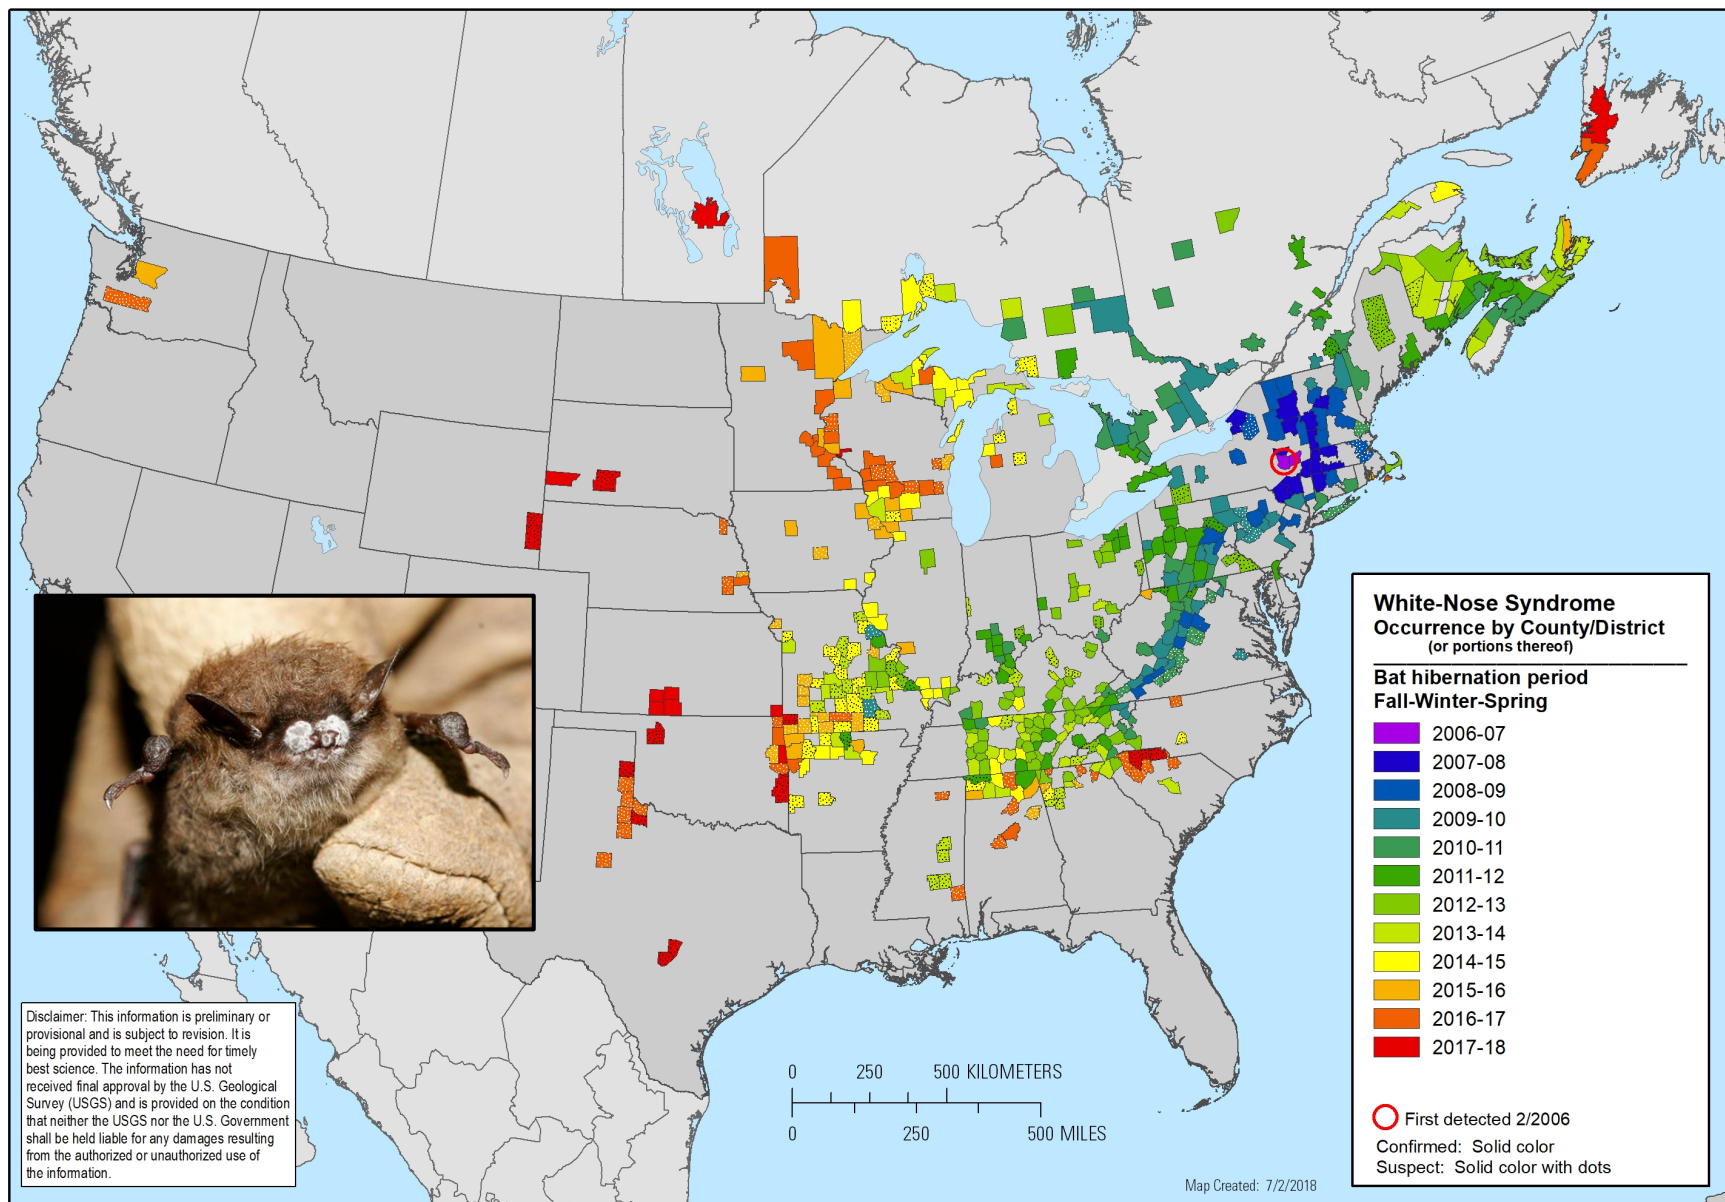 White-Nose Syndrome
Occurrence by County/District
(or portions thereof)
Bat hibernation period
Fall-Winter-Spring
2006-07
2007-08
2008-09
2009-10
2010-11
2011-12
2012-13
2013-14
2014-15
2015-16
2016-17
2017-18
First detected 2/2006
Confirmed: Solid color
Suspect: Solid color with dots
Disclaimer: This information is preliminary or
provisional and is subject to revision. It is
being provided to meet the need for timely
best science. The information has not
received final approval by the U.S. Geological
Survey (USGS) and is provided on the condition
that neither the USGS nor the U.S. Government
shall be held liable for any damages resulting
from the authorized or unauthorized use of
the information.
0 250 500 KILOMETERS
0 250 500 MILES
Map Created: 7/2/2018